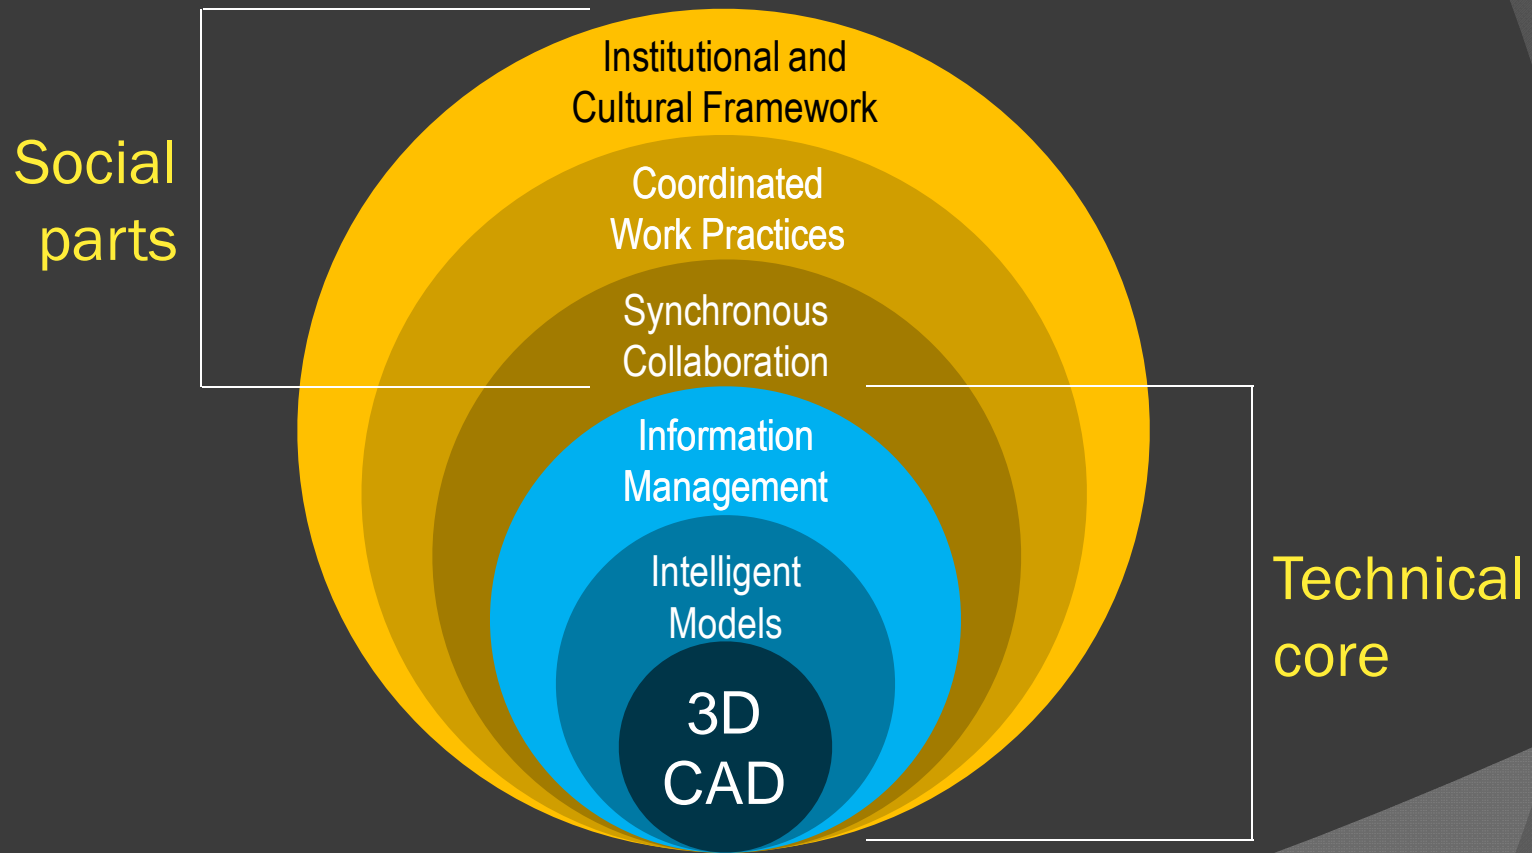 Institutional and
Cultural Framework
Social
parts
Coordinated
Work Practices
Synchronous
Collaboration
Information
Management
Intelligent
Models
Technical
core
3D
CAD